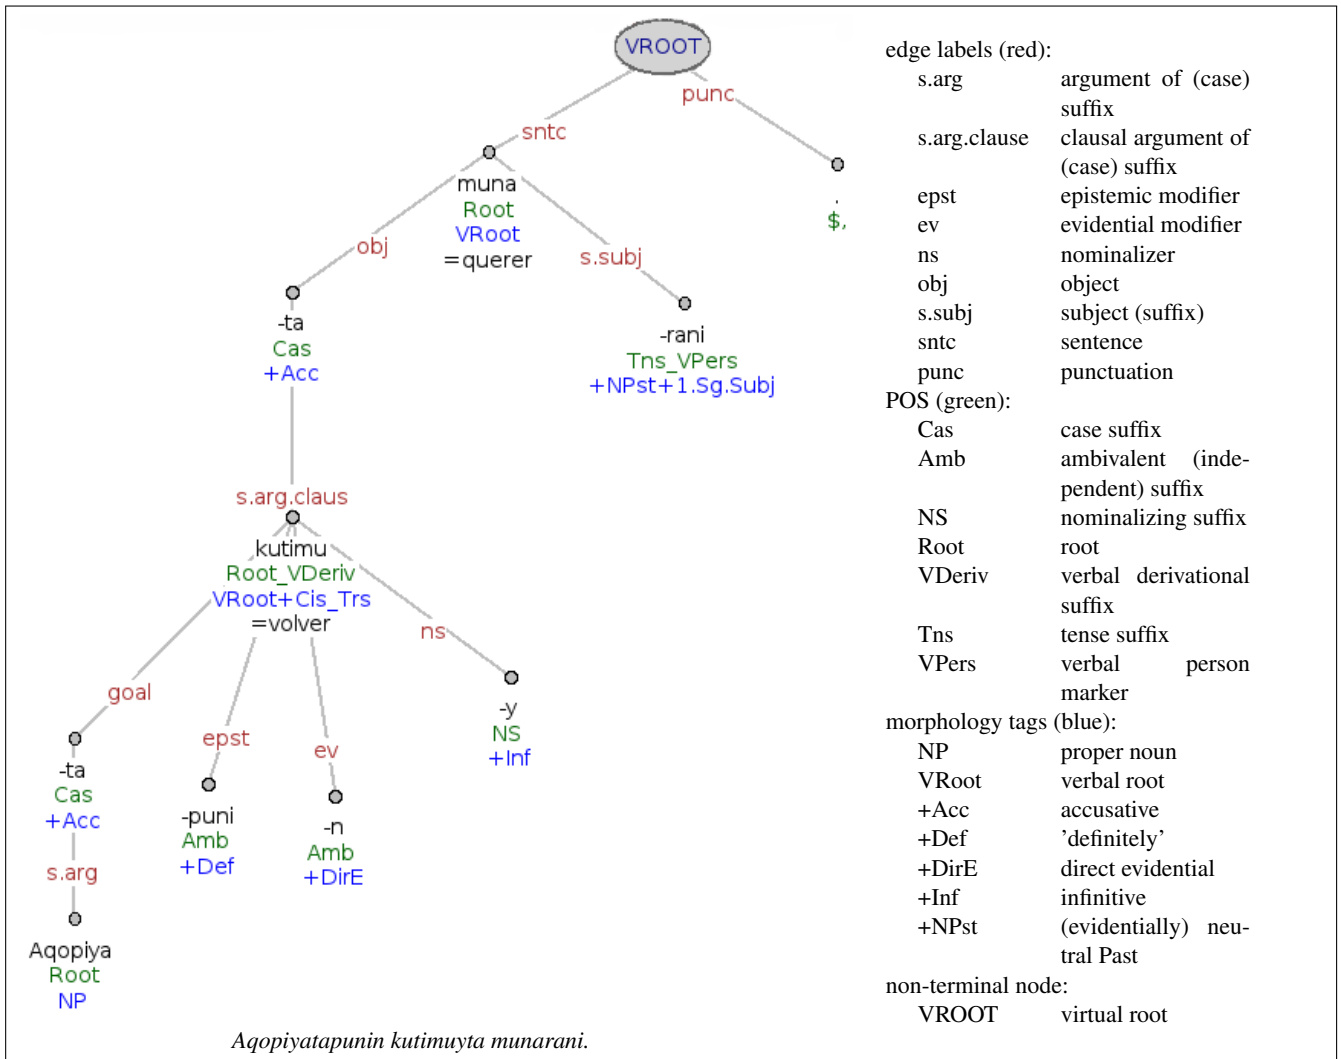 VROOT
punc
sntc
muna
Root
VRoot
=querer
.
$,
obj
s.subj
-ta
Cas
+Acc
-rani
Tns_VPers
+NPst+1.Sg.Subj
s.arg.claus
kutimu
Root_VDeriv
VRoot+Cis_Trs
=volver
ns
goal
epst
ev
-y
NS
+Inf
-ta
Cas
+Acc
-puni
Amb
+Def
-n
Amb
+DirE
s.arg
Aqopiya
Root
NP
Aqopiyatapunin kutimuyta munarani.
edge labels (red):
s.arg argument of (case)
suffix
s.arg.clause clausal argument of
(case) suffix
epst epistemic modifier
ev evidential modifier
ns nominalizer
obj object
s.subj subject (suffix)
sntc sentence
punc punctuation
POS (green):
Cas case suffix
Amb ambivalent (inde-
pendent) suffix
NS nominalizing suffix
Root root
VDeriv verbal derivational
suffix
Tns tense suffix
VPers verbal person
marker
morphology tags (blue):
NP proper noun
VRoot verbal root
+Acc accusative
+Def 'definitely'
+DirE direct evidential
+Inf infinitive
+NPst (evidentially) neu-
tral Past
non-terminal node:
VROOT virtual root